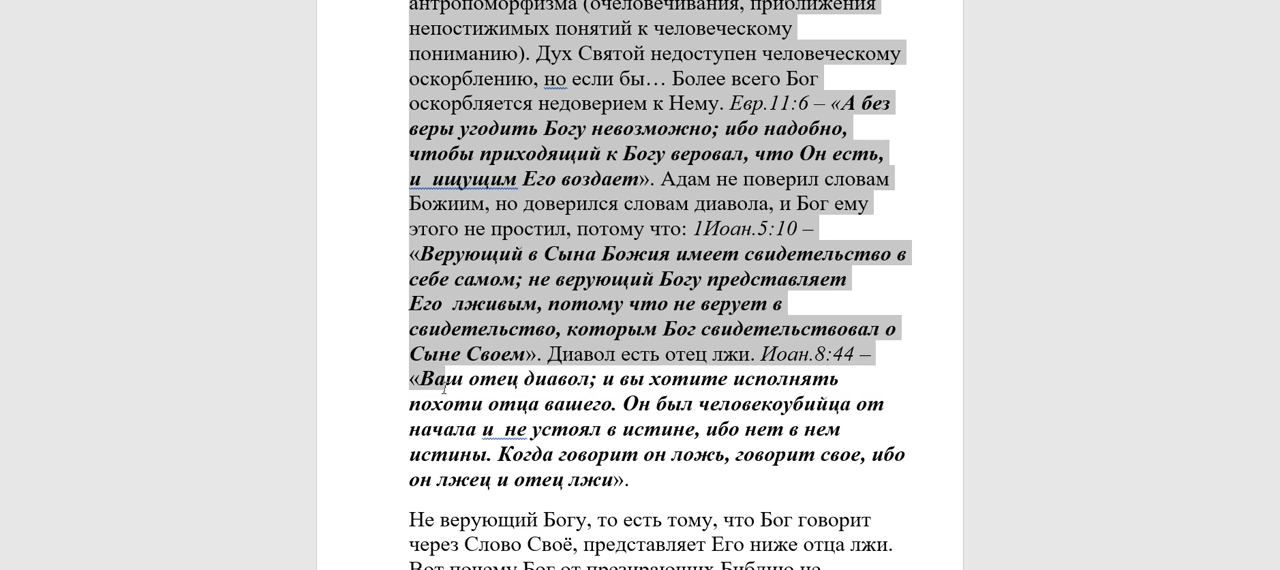 антропоморфизма (очеловечивания, приближения
непостижимых понятий к человеческому
пониманию). Дух Святой недоступен человеческому
оскорблению, но если бы… Более всего Бог
оскорбляется недоверием к Нему. Евр.11:6 – «А без
веры угодить Богу невозможно; ибо надобно,
чтобы приходящий к Богу веровал, что Он есть,
и  ищущим Его воздает». Адам не поверил словам
Божиим, но доверился словам диавола, и Бог ему
этого не простил, потому что: 1Иоан.5:10 –
«Верующий в Сына Божия имеет свидетельство в
себе самом; не верующий Богу представляет
Его  лживым, потому что не верует в
свидетельство, которым Бог свидетельствовал о
Сыне Своем». Диавол есть отец лжи. Иоан.8:44 –
«Ваш отец диавол; и вы хотите исполнять
похоти отца вашего. Он был человекоубийца от
начала и  не устоял в истине, ибо нет в нем
истины. Когда говорит он ложь, говорит свое, ибо
он лжец и отец лжи».
Не верующий Богу, то есть тому, что Бог говорит
через Слово Своё, представляет Его ниже отца лжи.
Вот почему Бог от презирающих Библию не